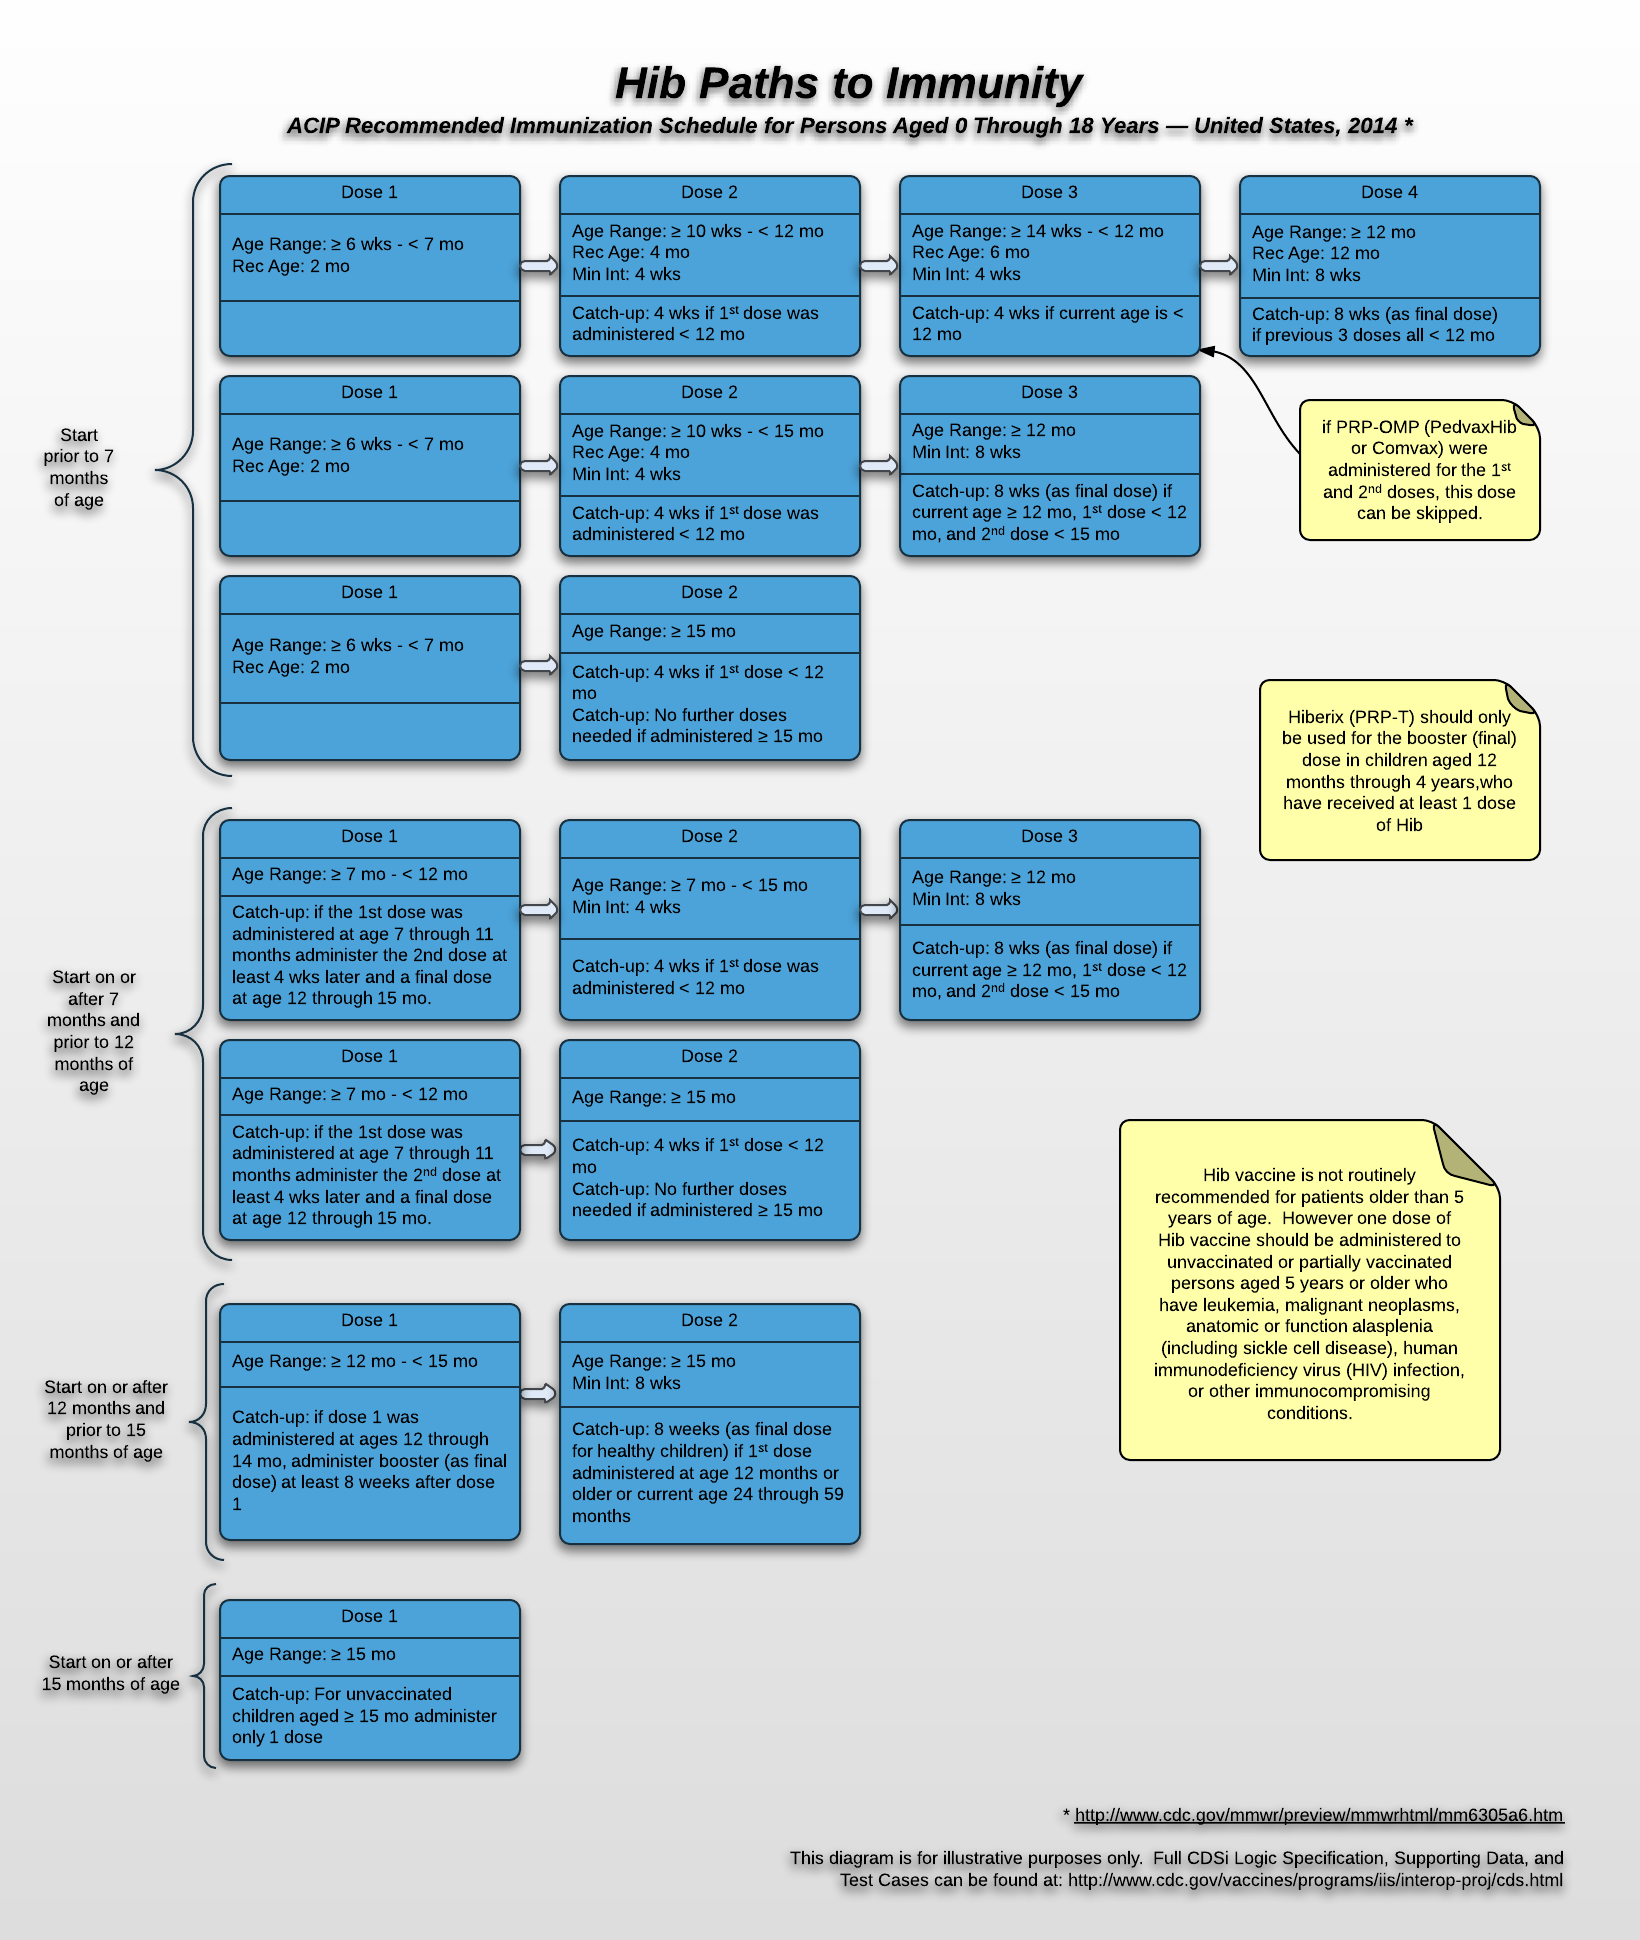 Hib Paths to Immunity
ACIP Recommended Immunization Schedule for Persons Aged 0 Through 18 Years — United States, 2014 *
Start
prior to 7
months
of age
Dose 1
Age Range: ≥ 6 wks - < 7 mo
Rec Age: 2 mo
Dose 2
Age Range: ≥ 10 wks - < 12 mo
Rec Age: 4 mo
Min Int: 4 wks
Catch-up: 4 wks if 1st dose was
administered < 12 mo
Dose 3
Age Range: ≥ 14 wks - < 12 mo
Rec Age: 6 mo
Min Int: 4 wks
Catch-up: 4 wks if current age is <
12 mo
Dose 4
Age Range: ≥ 12 mo
Rec Age: 12 mo
Min Int: 8 wks
Catch-up: 8 wks (as final dose)
if previous 3 doses all < 12 mo
Dose 1
Age Range: ≥ 6 wks - < 7 mo
Rec Age: 2 mo
Dose 2
Age Range: ≥ 10 wks - < 15 mo
Rec Age: 4 mo
Min Int: 4 wks
Catch-up: 4 wks if 1st dose was
administered < 12 mo
Dose 3
Age Range: ≥ 12 mo
Min Int: 8 wks
Catch-up: 8 wks (as final dose) if
current age ≥ 12 mo, 1st dose < 12
mo, and 2nd dose < 15 mo
if PRP-OMP (PedvaxHib
or Comvax) were
administered for the 1st
and 2nd doses, this dose
can be skipped.
Dose 1
Age Range: ≥ 6 wks - < 7 mo
Rec Age: 2 mo
Dose 2
Age Range: ≥ 15 mo
Catch-up: 4 wks if 1st dose < 12
mo
Catch-up: No further doses
needed if administered ≥ 15 mo
Hiberix (PRP-T) should only
be used for the booster (final)
dose in children aged 12
months through 4 years,who
have received at least 1 dose
of Hib
Start on or
after 7
months and
prior to 12
months of
age
Dose 1
Age Range: ≥ 7 mo - < 12 mo
Catch-up: if the 1st dose was
administered at age 7 through 11
months administer the 2nd dose at
least 4 wks later and a final dose
at age 12 through 15 mo.
Dose 2
Age Range: ≥ 7 mo - < 15 mo
Min Int: 4 wks
Catch-up: 4 wks if 1st dose was
administered < 12 mo
Dose 3
Age Range: ≥ 12 mo
Min Int: 8 wks
Catch-up: 8 wks (as final dose) if
current age ≥ 12 mo, 1st dose < 12
mo, and 2nd dose < 15 mo
Dose 1
Age Range: ≥ 7 mo - < 12 mo
Catch-up: if the 1st dose was
administered at age 7 through 11
months administer the 2nd dose at
least 4 wks later and a final dose
at age 12 through 15 mo.
Dose 2
Age Range: ≥ 15 mo
Catch-up: 4 wks if 1st dose < 12
mo
Catch-up: No further doses
needed if administered ≥ 15 mo
Hib vaccine is not routinely
recommended for patients older than 5
years of age.  However one dose of
Hib vaccine should be administered to
unvaccinated or partially vaccinated
persons aged 5 years or older who
have leukemia, malignant neoplasms,
anatomic or function alasplenia
(including sickle cell disease), human
immunodeficiency virus (HIV) infection,
or other immunocompromising
conditions.
Start on or after
12 months and
prior to 15
months of age
Dose 1
Age Range: ≥ 12 mo - < 15 mo
Catch-up: if dose 1 was
administered at ages 12 through
14 mo, administer booster (as final
dose) at least 8 weeks after dose
1
Dose 2
Age Range: ≥ 15 mo
Min Int: 8 wks
Catch-up: 8 weeks (as final dose
for healthy children) if 1st dose
administered at age 12 months or
older or current age 24 through 59
months
Start on or after
15 months of age
Dose 1
Age Range: ≥ 15 mo
Catch-up: For unvaccinated
children aged ≥ 15 mo administer
only 1 dose
* http://www.cdc.gov/mmwr/preview/mmwrhtml/mm6305a6.htm
This diagram is for illustrative purposes only.  Full CDSi Logic Specification, Supporting Data, and
Test Cases can be found at: http://www.cdc.gov/vaccines/programs/iis/interop-proj/cds.html